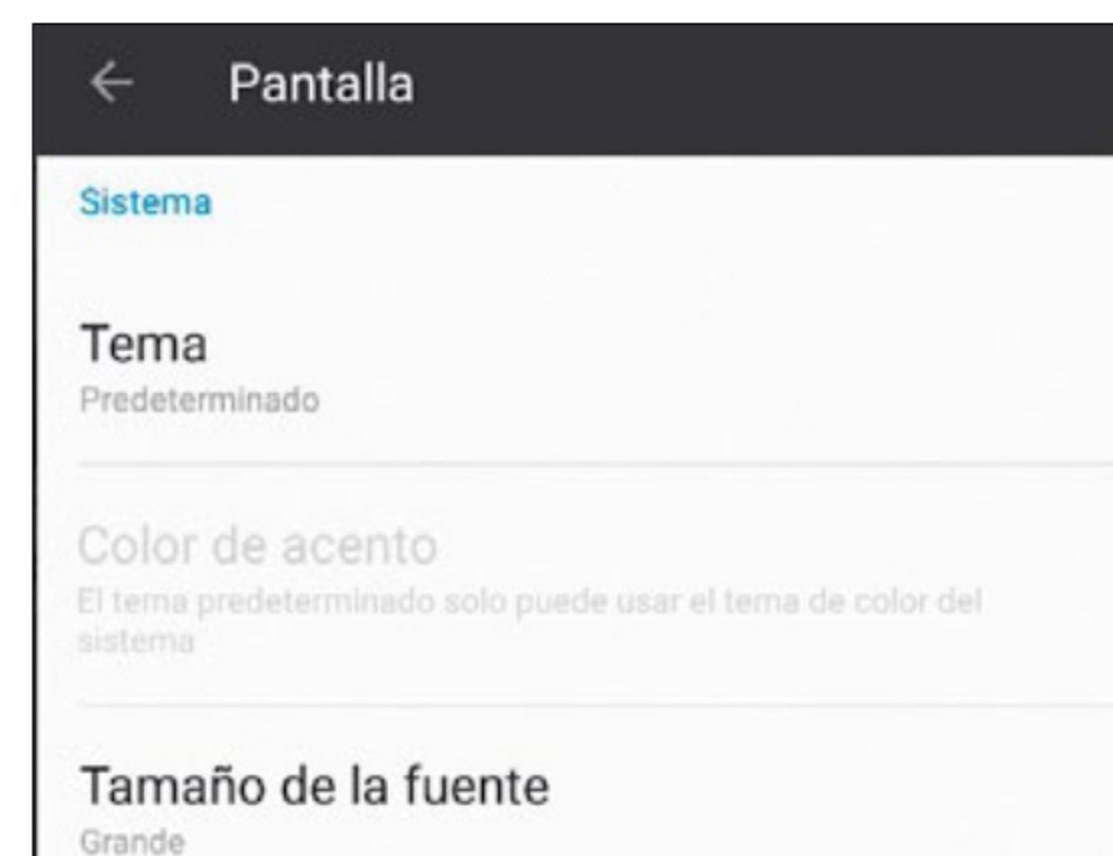 Pantalla
Sistema
Tema
Predeterminado
Color de acento
El tema predeterminado solo puede usar el tema de color del
sistema
Tamaño de la fuente
Grande